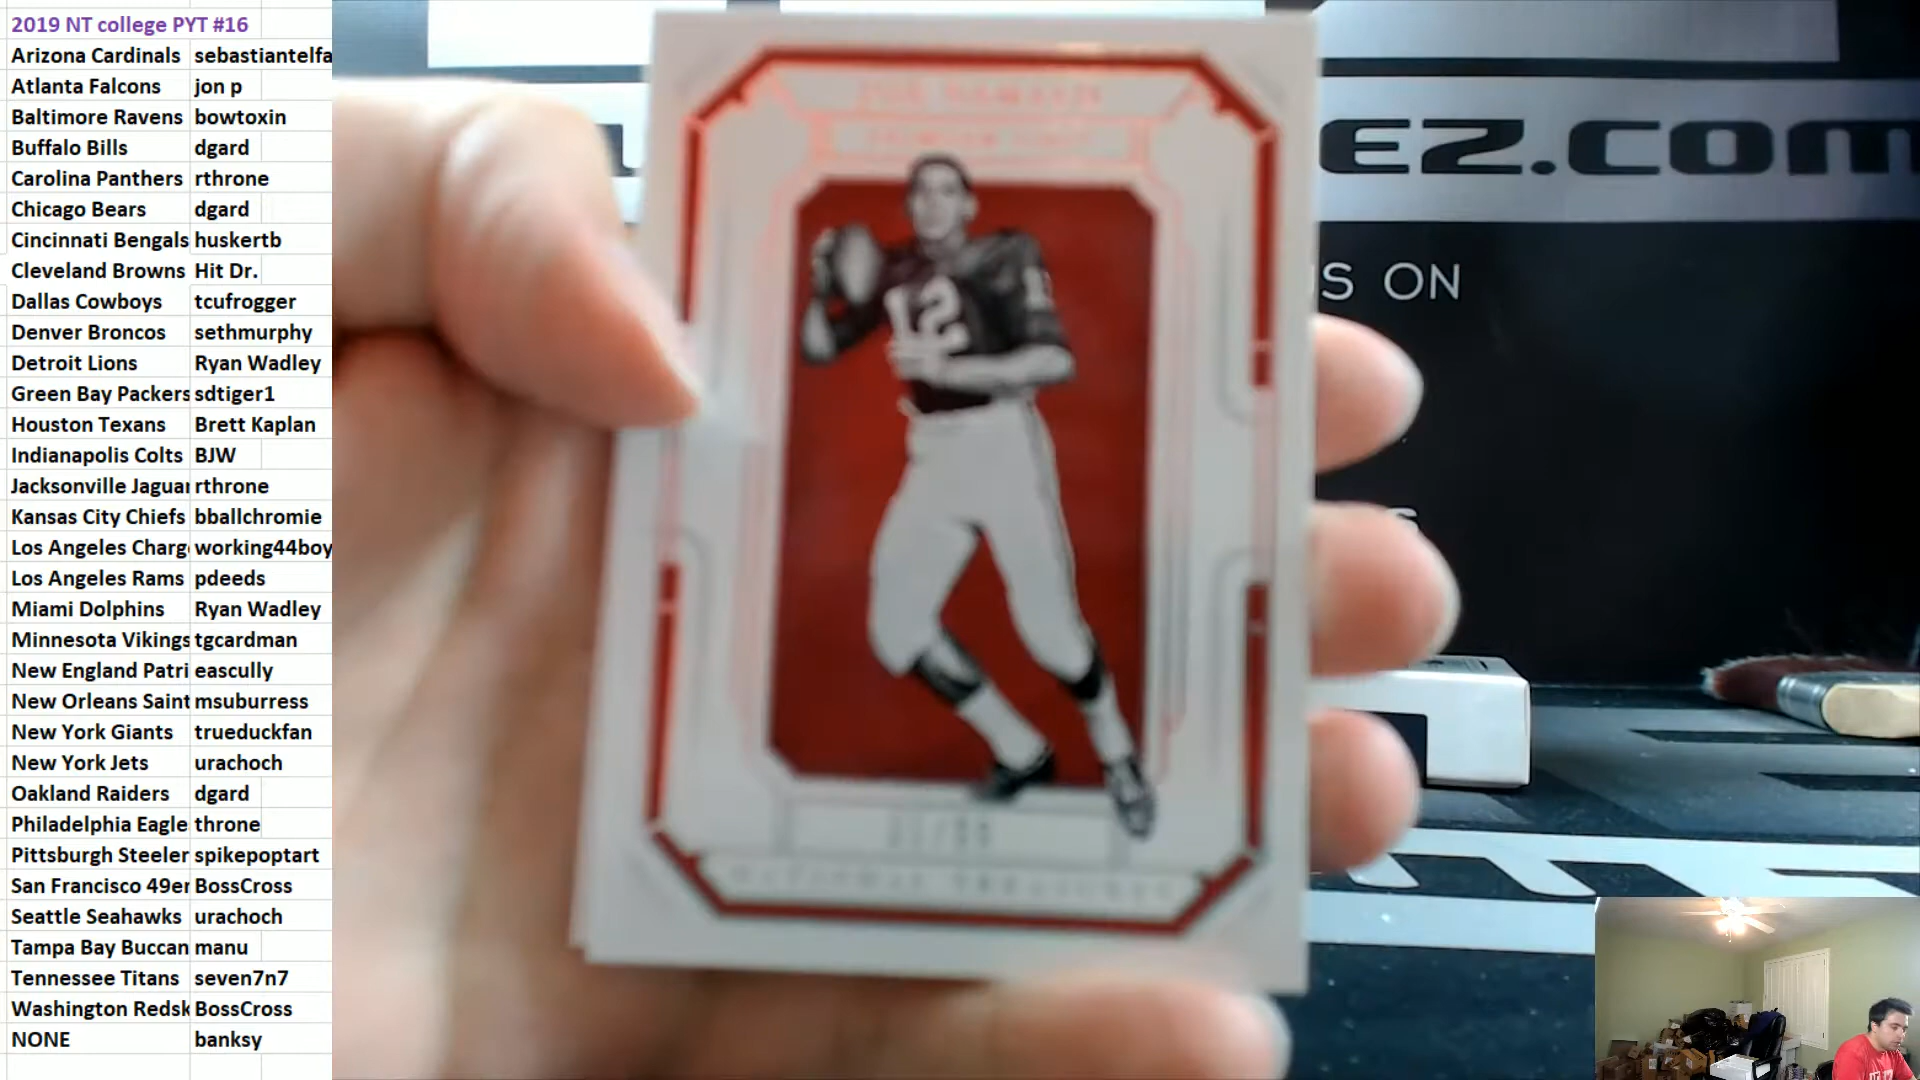 2019 NT college PYT #16
Arizona Cardinals sebastiantelfa
Atlanta Falcons jon p
Baltimore Ravens bowtoxin
Buffalo Bills dgard
Carolina Panthers rthrone
Chicago Bears dgard
Cincinnati Bengals huskertb
Cleveland Browns Hit Dr.
Dallas Cowboys tcufrogger
Denver Broncos sethmurphy
Detroit Lions Ryan Wadley
Green Bay Packers sdtiger1
Houston Texans Brett Kaplan
Indianapolis Colts BJW
Jacksonville Jaguar rthrone
Kansas City Chiefs bballchromie
Los Angeles Charg working44boy
Los Angeles Rams pdeeds
Miami Dolphins Ryan Wadley
Minnesota Vikings tgcardman
New England Patri eascully
New Orleans Saint msuburress
New York Giants trueduckfan
New York Jets urachoch
Oakland Raiders dgard
Philadelphia Eagle throne
Pittsburgh Steeler spikepoptart
San Francisco 49er BossCross
Seattle Seahawks urachoch
Tampa Bay Buccan manu
Tennessee Titans seven7n7
Washington Redsk BossCross
NONE banksy
12
NATIONAL TREASURES
EZ.COM
S ON